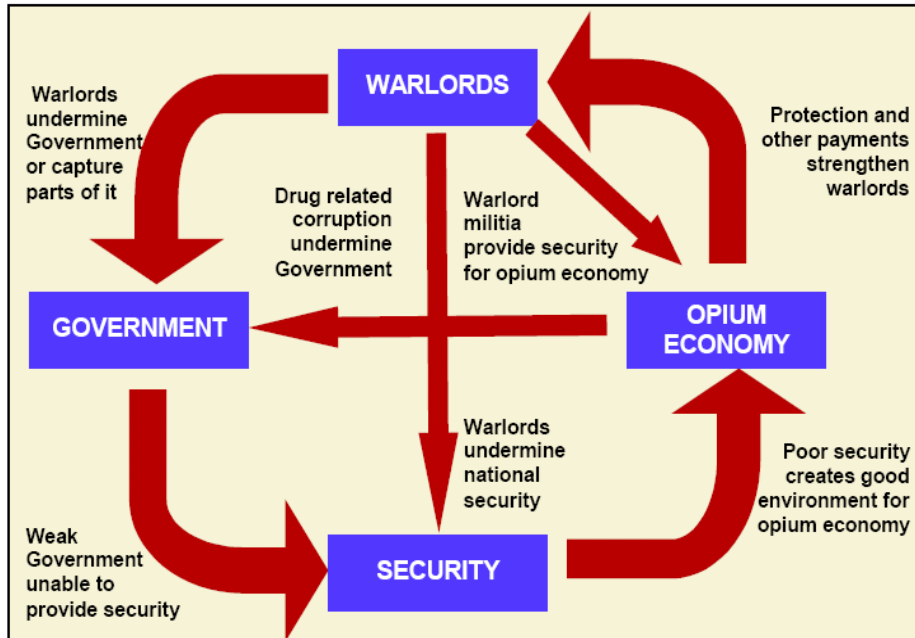 WARLORDS
Warlords
undermine
Government
or capture
parts of it
Protection and
other payments
strengthen
warlords
Drug related
corruption
undermine
Government
Warlord
militia
provide security
for opium economy
GOVERNMENT
OPIUM
ECONOMY
Warlords
undermine
national
security
Poor security
creates good
environment for
opium economy
Weak
Government
unable to
provide security
SECURITY